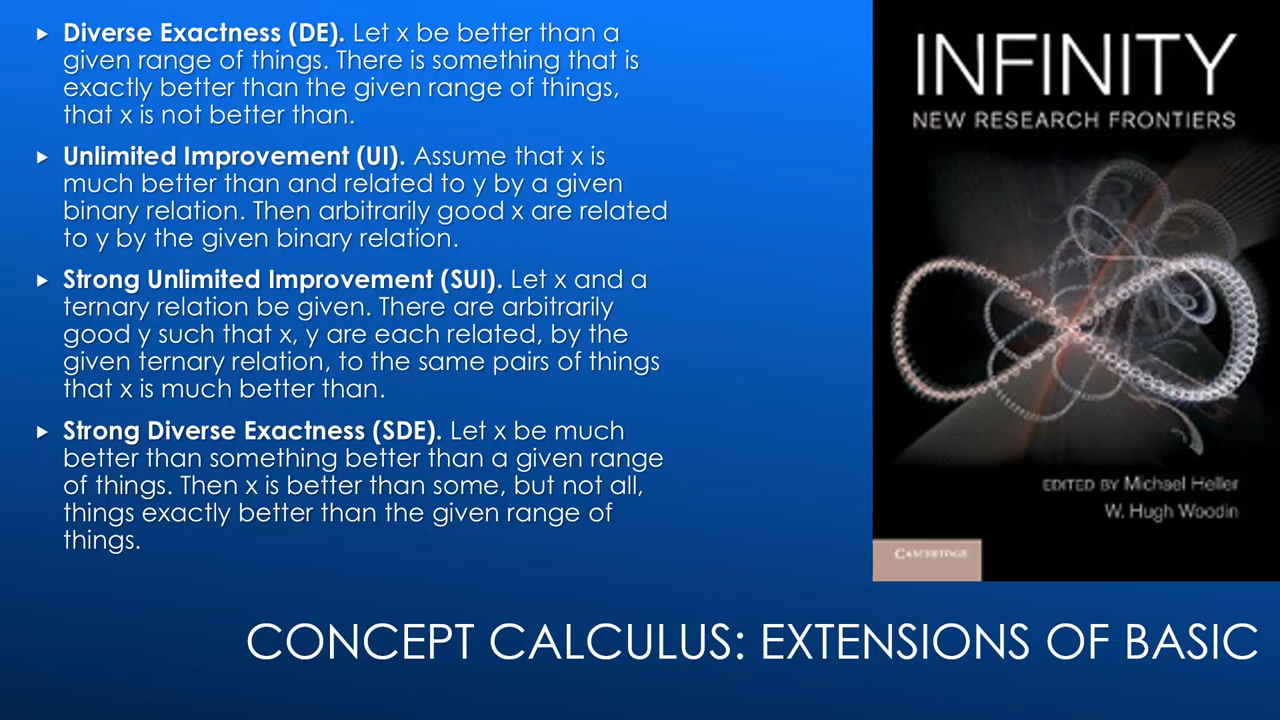 Diverse Exactness (DE). Let x be better than a
given range of things. There is something that is
exactly better than the given range of things,
that x is not better than.
Unlimited Improvement (UI). Assume that x is
much better than and related to y by a given
binary relation. Then arbitrarily good x are related
to y by the given binary relation.
Strong Unlimited Improvement (SUI). Let x and a
ternary relation be given. There are arbitrarily
good y such that x, y are each related, by the
given ternary relation, to the same pairs of things
that x is much better than.
Strong Diverse Exactness (SDE). Let x be much
better than something better than a given range
of things. Then x is better than some, but not all,
things exactly better than the given range of
things.
INFINITY
NEW RESEARCH FRONTIERS
EDITED BY Michael Heller
W. Hugh Woodin
CAMBRIDGE
CONCEPT CALCULUS: EXTENSIONS OF BASIC